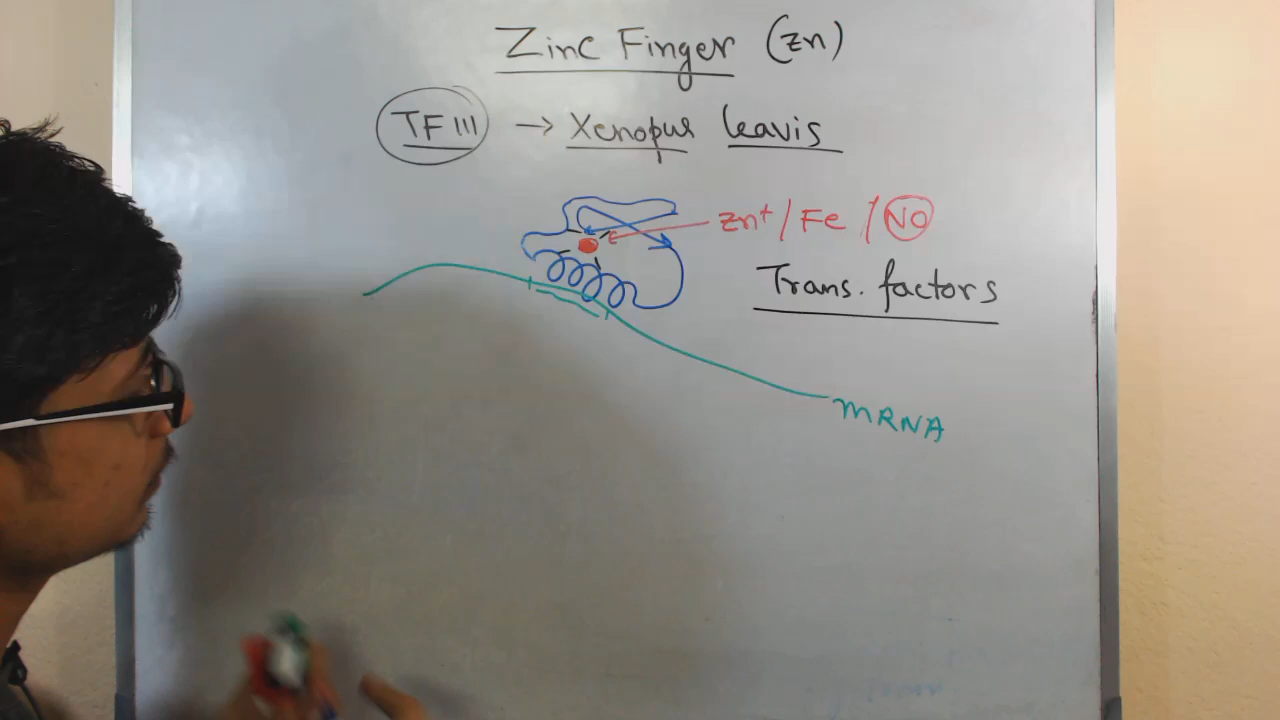 Zinc Finger (Zn)
TF III → Xenopus leavis
Zn+ / Fe / No
Trans. factors
mRNA